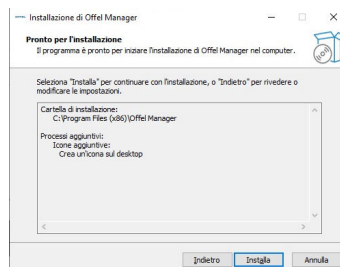 Installazione di Offel Manager
Pronto per l'installazione
Il programma è pronto per iniziare l'installazione di Offel Manager nel computer.
Seleziona "Installa" per continuare con l'installazione, o "Indietro" per rivedere o
modificare le impostazioni.
Cartella di installazione:
C:\Program Files (x86)\Offel Manager
Processi aggiuntivi:
Icone aggiuntive:
Crea un'icona sul desktop
Indietro Installa Annulla